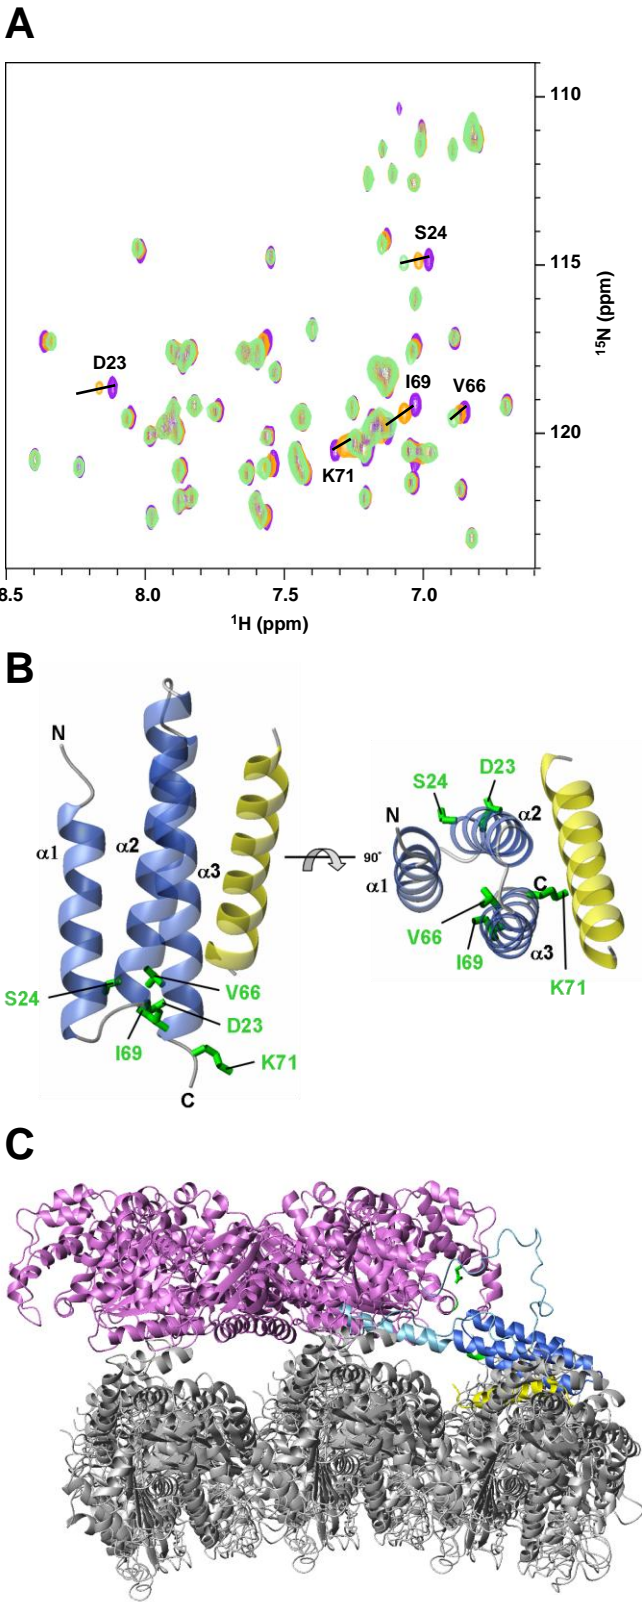 A
110
S24
115
¹⁵N (ppm)
D23
I69
V66
120
K71
8.5 8.0 7.5 7.0
¹H (ppm)
B
N
α1
α2
α3
S24
V66
D23
I69
K71
C
90°
S24
D23
N
α2
α1
C
V66
I69
α3
K71
C